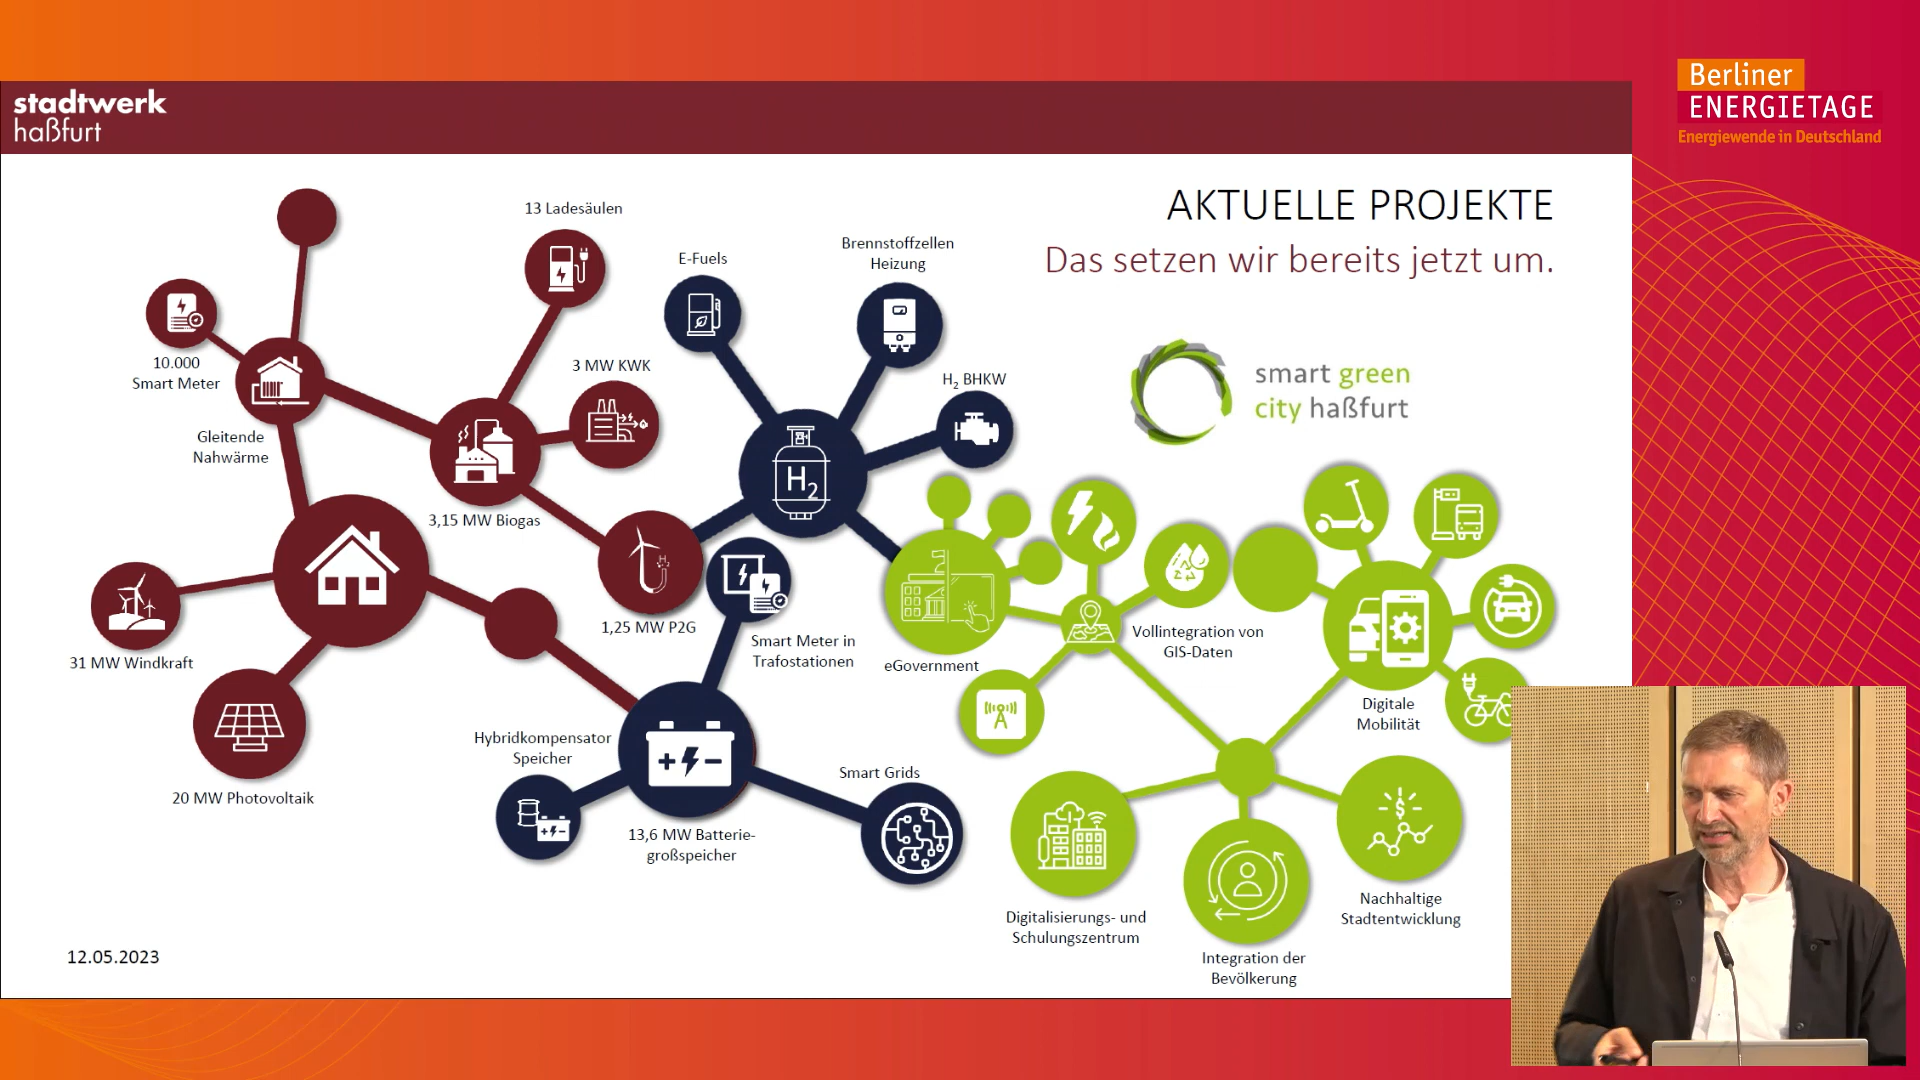 stadtwerk
haßfurt
Berliner
ENERGIETAGE
Energiewende in Deutschland
AKTUELLE PROJEKTE
Das setzen wir bereits jetzt um.
smart green
city haßfurt
13 Ladesäulen
E-Fuels
Brennstoffzellen
Heizung
10.000
Smart Meter
3 MW KWK
H₂ BHKW
Gleitende
Nahwärme
H₂
3,15 MW Biogas
1,25 MW P2G
31 MW Windkraft
Smart Meter in
Trafostationen
eGovernment
Vollintegration von
GIS-Daten
Digitale
Mobilität
20 MW Photovoltaik
Hybridkompensator
Speicher
Smart Grids
13,6 MW Batterie-
großspeicher
Digitalisierungs- und
Schulungszentrum
Integration der
Bevölkerung
Nachhaltige
Stadtentwicklung
12.05.2023